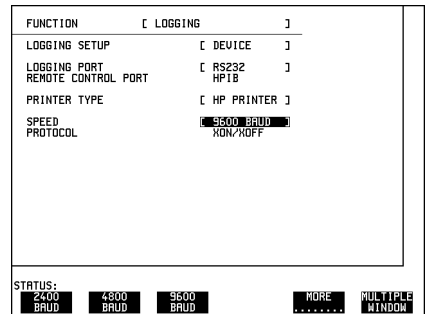 FUNCTION [ LOGGING ]
LOGGING SETUP [ DEVICE ]
LOGGING PORT [ RS232 ]
REMOTE CONTROL PORT HPIB
PRINTER TYPE [ HP PRINTER ]
SPEED [ 9600 BAUD ]
PROTOCOL XON/XOFF
STATUS:
2400 4800 9600 MORE MULTIPLE
BAUD BAUD BAUD ........ WINDOW